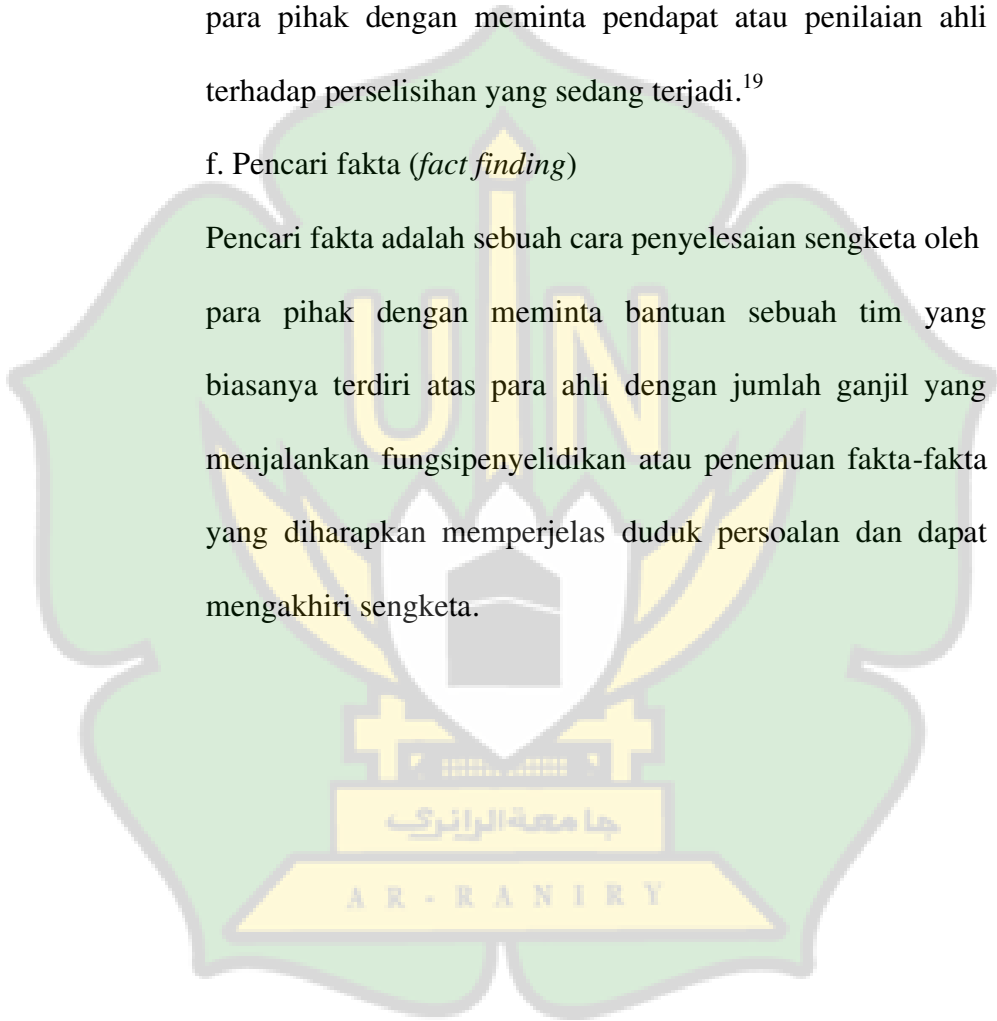 para pihak dengan meminta pendapat atau penilaian ahli
terhadap perselisihan yang sedang terjadi.¹⁹
f. Pencari fakta (fact finding)
Pencari fakta adalah sebuah cara penyelesaian sengketa oleh
para pihak dengan meminta bantuan sebuah tim yang
biasanya terdiri atas para ahli dengan jumlah ganjil yang
menjalankan fungsipenyelidikan atau penemuan fakta-fakta
yang diharapkan memperjelas duduk persoalan dan dapat
mengakhiri sengketa.
UIN
جامعة الرانري
AR-RANIRY